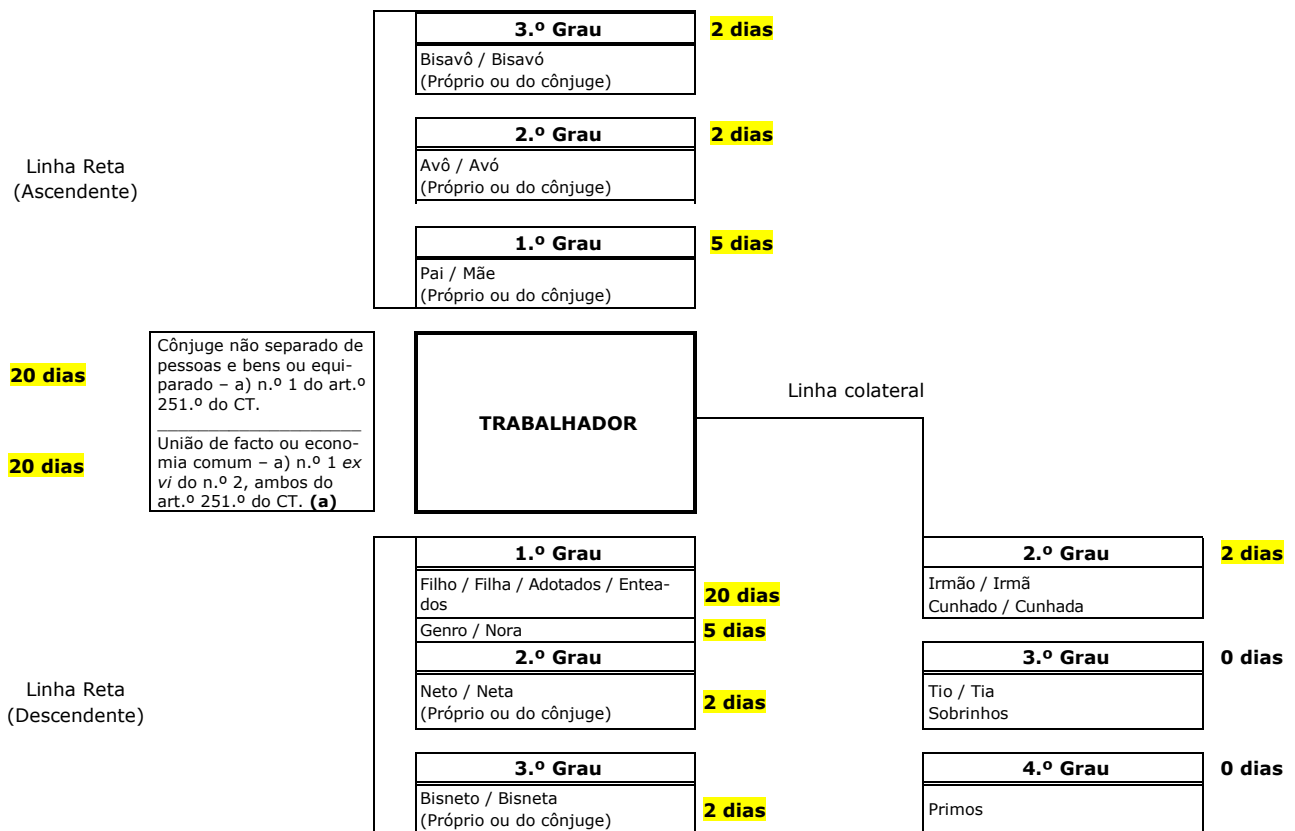 3.º Grau
2 dias
Bisavô / Bisavó
(Próprio ou do cônjuge)
2.º Grau
2 dias
Linha Reta
(Ascendente)
Avô / Avó
(Próprio ou do cônjuge)
1.º Grau
5 dias
Pai / Mãe
(Próprio ou do cônjuge)
20 dias
Cônjuge não separado de
pessoas e bens ou equi-
parado – a) n.º 1 do art.º
251.º do CT.
20 dias
União de facto ou econo-
mia comum – a) n.º 1 ex
vi do n.º 2, ambos do
art.º 251.º do CT. (a)
TRABALHADOR
Linha colateral
1.º Grau
Filho / Filha / Adotados / Entea-
dos
20 dias
Genro / Nora
5 dias
2.º Grau
Linha Reta
(Descendente)
Neto / Neta
(Próprio ou do cônjuge)
2 dias
3.º Grau
Bisneto / Bisneta
(Próprio ou do cônjuge)
2 dias
2.º Grau
2 dias
Irmão / Irmã
Cunhado / Cunhada
3.º Grau
0 dias
Tio / Tia
Sobrinhos
4.º Grau
0 dias
Primos